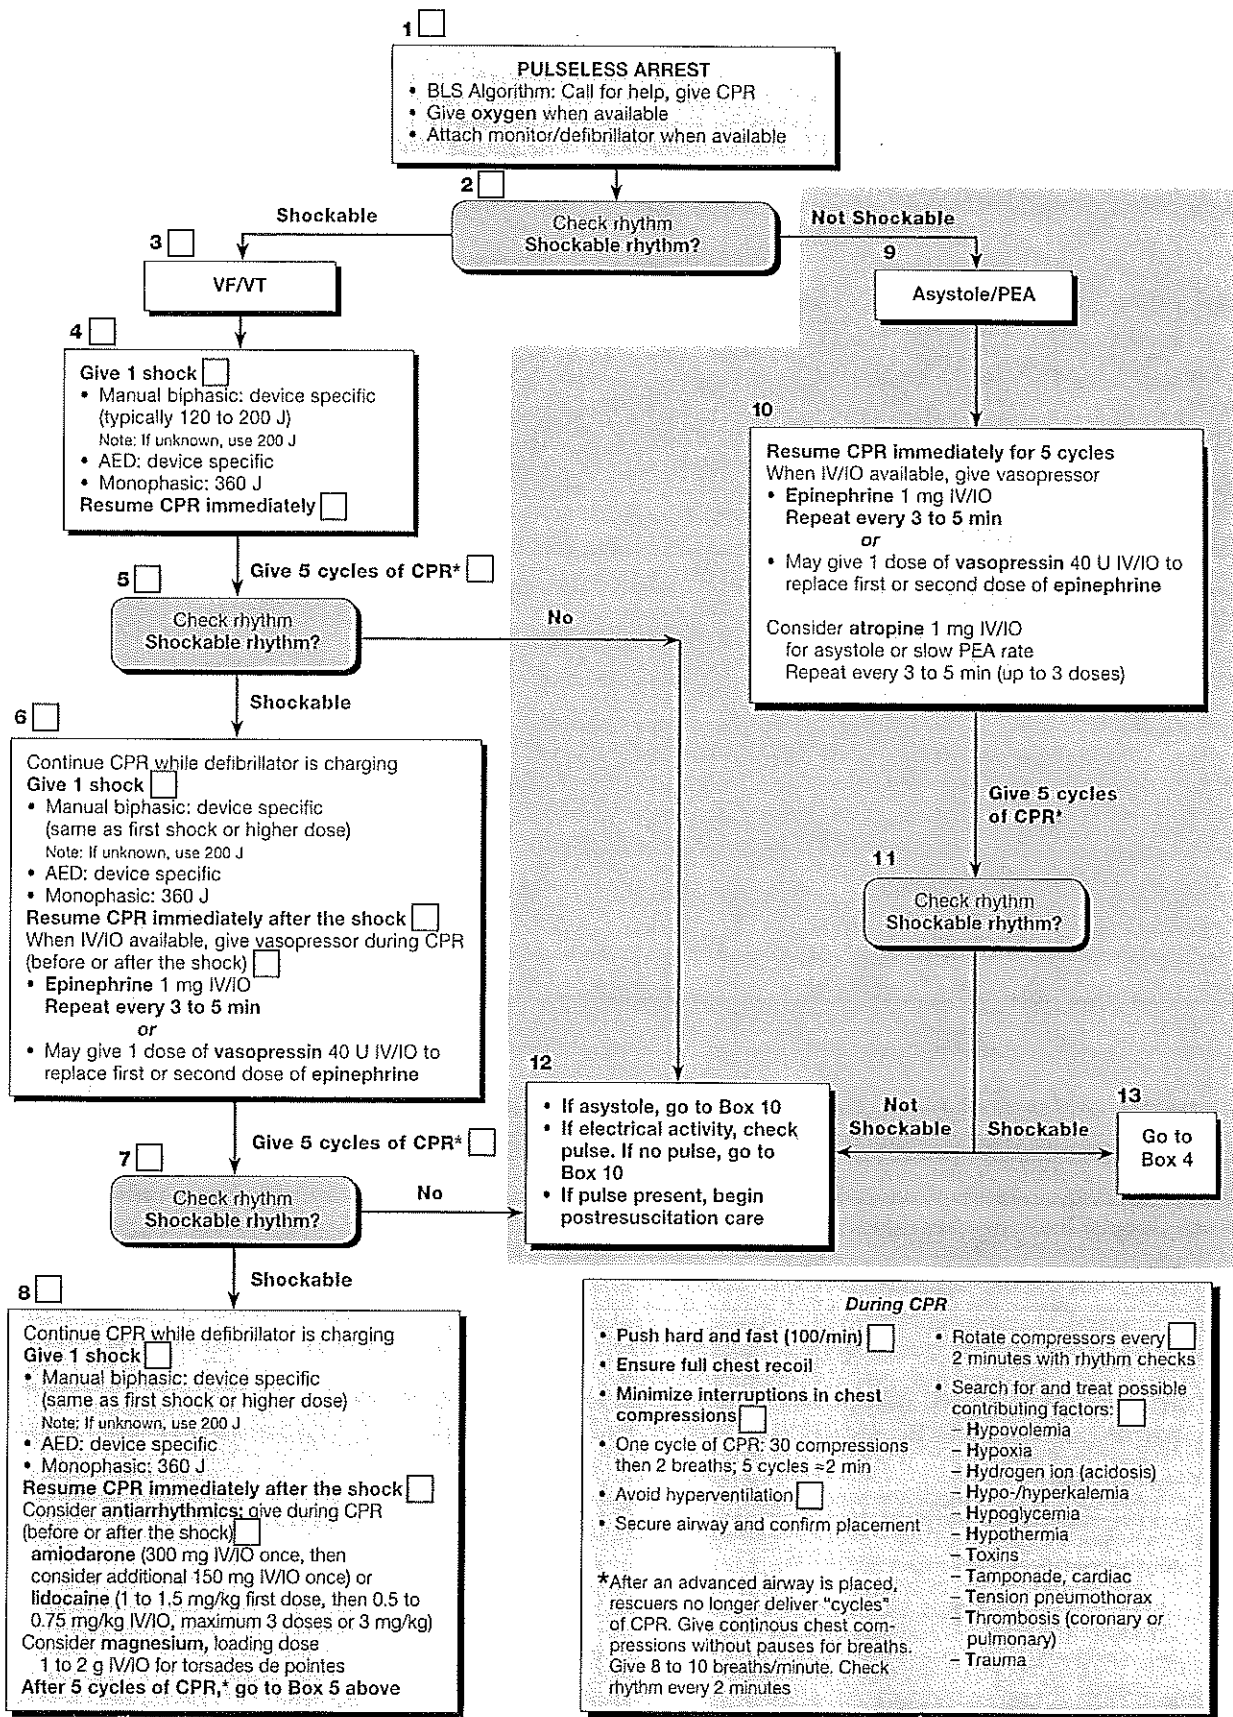 1
PULSELESS ARREST
• BLS Algorithm: Call for help, give CPR
• Give oxygen when available
• Attach monitor/defibrillator when available
2
Check rhythm
Shockable rhythm?
Shockable
Not Shockable
3
VF/VT
4
Give 1 shock
• Manual biphasic: device specific
(typically 120 to 200 J)
Note: If unknown, use 200 J
• AED: device specific
• Monophasic: 360 J
Resume CPR immediately
Give 5 cycles of CPR*
5
Check rhythm
Shockable rhythm?
No
Shockable
6
Continue CPR while defibrillator is charging
Give 1 shock
• Manual biphasic: device specific
(same as first shock or higher dose)
Note: If unknown, use 200 J
• AED: device specific
• Monophasic: 360 J
Resume CPR immediately after the shock
When IV/IO available, give vasopressor during CPR
(before or after the shock)
• Epinephrine 1 mg IV/IO
Repeat every 3 to 5 min
or
• May give 1 dose of vasopressin 40 U IV/IO to
replace first or second dose of epinephrine
Give 5 cycles of CPR*
7
Check rhythm
Shockable rhythm?
No
Shockable
8
Continue CPR while defibrillator is charging
Give 1 shock
• Manual biphasic: device specific
(same as first shock or higher dose)
Note: If unknown, use 200 J
• AED: device specific
• Monophasic: 360 J
Resume CPR immediately after the shock
Consider antiarrhythmics; give during CPR
(before or after the shock)
amiodarone (300 mg IV/IO once, then
consider additional 150 mg IV/IO once) or
lidocaine (1 to 1.5 mg/kg first dose, then 0.5 to
0.75 mg/kg IV/IO, maximum 3 doses or 3 mg/kg)
Consider magnesium, loading dose
1 to 2 g IV/IO for torsades de pointes
After 5 cycles of CPR,* go to Box 5 above
9
Asystole/PEA
10
Resume CPR immediately for 5 cycles
When IV/IO available, give vasopressor
• Epinephrine 1 mg IV/IO
Repeat every 3 to 5 min
or
• May give 1 dose of vasopressin 40 U IV/IO to
replace first or second dose of epinephrine
Consider atropine 1 mg IV/IO
for asystole or slow PEA rate
Repeat every 3 to 5 min (up to 3 doses)
Give 5 cycles
of CPR*
11
Check rhythm
Shockable rhythm?
Not
Shockable
Shockable
12
• If asystole, go to Box 10
• If electrical activity, check
pulse. If no pulse, go to
Box 10
• If pulse present, begin
postresuscitation care
13
Go to
Box 4
During CPR
• Push hard and fast (100/min)
• Ensure full chest recoil
• Minimize interruptions in chest
compressions
• One cycle of CPR: 30 compressions
then 2 breaths; 5 cycles ≈2 min
• Avoid hyperventilation
• Secure airway and confirm placement
*After an advanced airway is placed,
rescuers no longer deliver "cycles"
of CPR. Give continous chest com-
pressions without pauses for breaths.
Give 8 to 10 breaths/minute. Check
rhythm every 2 minutes
• Rotate compressors every
2 minutes with rhythm checks
• Search for and treat possible
contributing factors:
– Hypovolemia
– Hypoxia
– Hydrogen ion (acidosis)
– Hypo-/hyperkalemia
– Hypoglycemia
– Hypothermia
– Toxins
– Tamponade, cardiac
– Tension pneumothorax
– Thrombosis (coronary or
pulmonary)
– Trauma